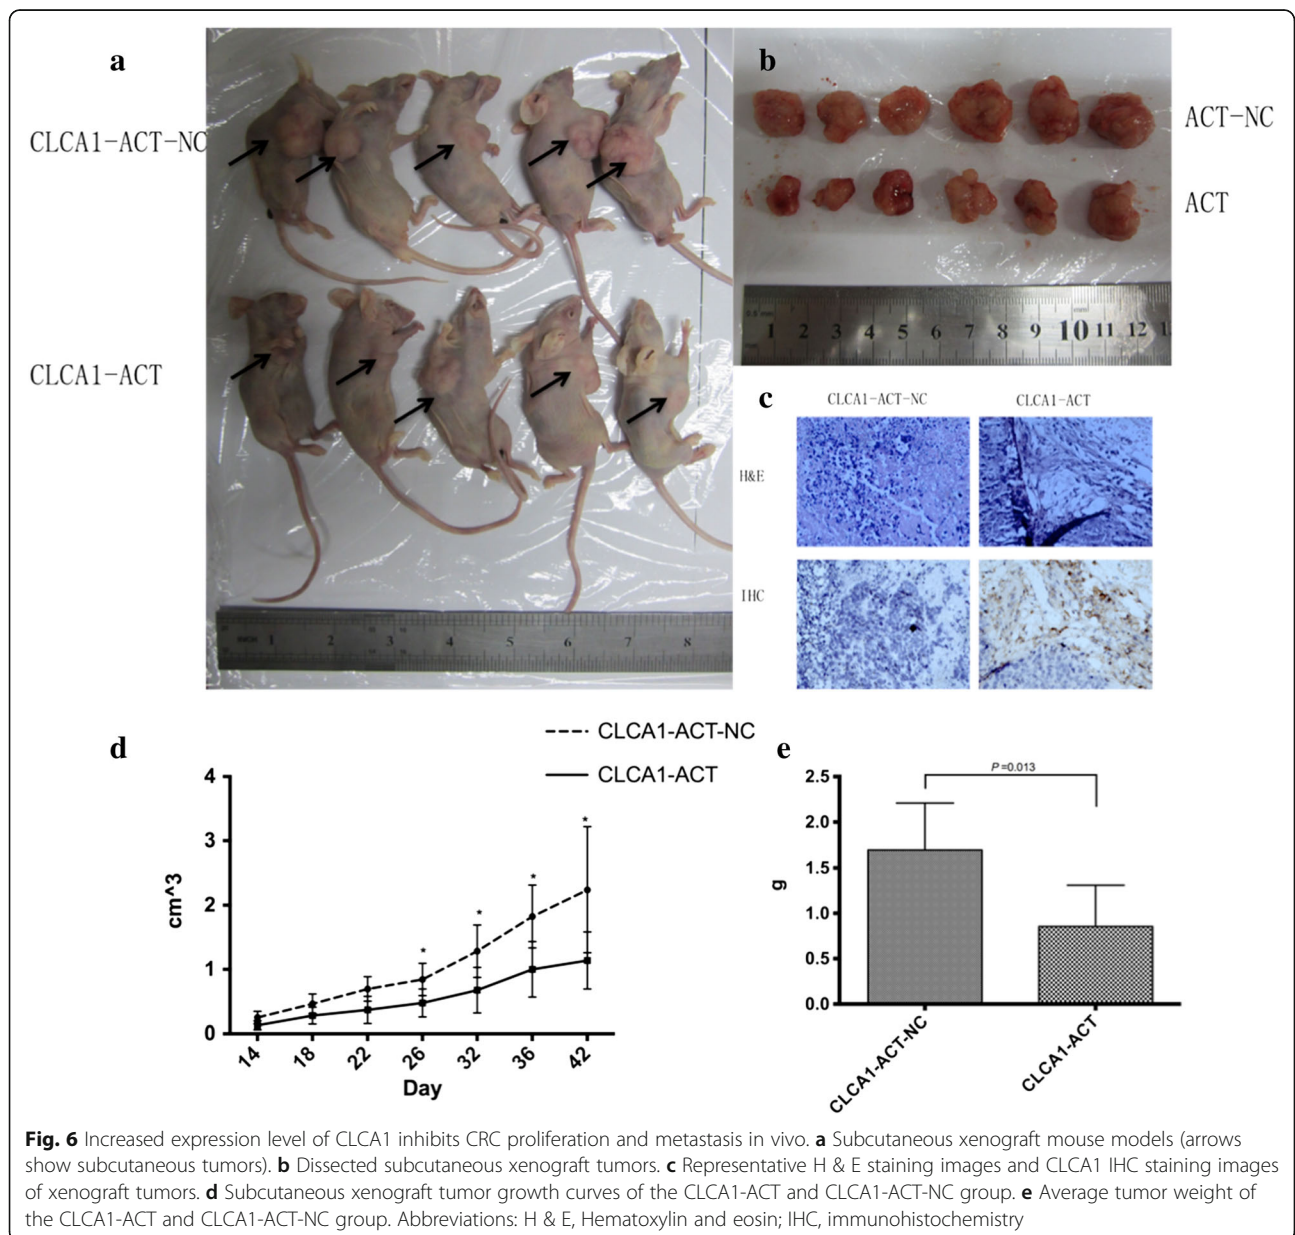 a
CLCA1-ACT-NC
CLCA1-ACT
1 2 3 4 5 6 7 8
b
ACT-NC
ACT
1 2 3 4 5 6 7 8 9 10 11 12
c
CLCA1-ACT-NC CLCA1-ACT
H&E
IHC
d
CLCA1-ACT-NC
CLCA1-ACT
4
3
2
1
0
cm^3
* * * *
14 18 22 26 32 36 42
Day
e
P=0.013
2.5
2.0
1.5
1.0
0.5
0.0
g
CLCA1-ACT-NC
CLCA1-ACT
Fig. 6 Increased expression level of CLCA1 inhibits CRC proliferation and metastasis in vivo. a Subcutaneous xenograft mouse models (arrows
show subcutaneous tumors). b Dissected subcutaneous xenograft tumors. c Representative H & E staining images and CLCA1 IHC staining images
of xenograft tumors. d Subcutaneous xenograft tumor growth curves of the CLCA1-ACT and CLCA1-ACT-NC group. e Average tumor weight of
the CLCA1-ACT and CLCA1-ACT-NC group. Abbreviations: H & E, Hematoxylin and eosin; IHC, immunohistochemistry